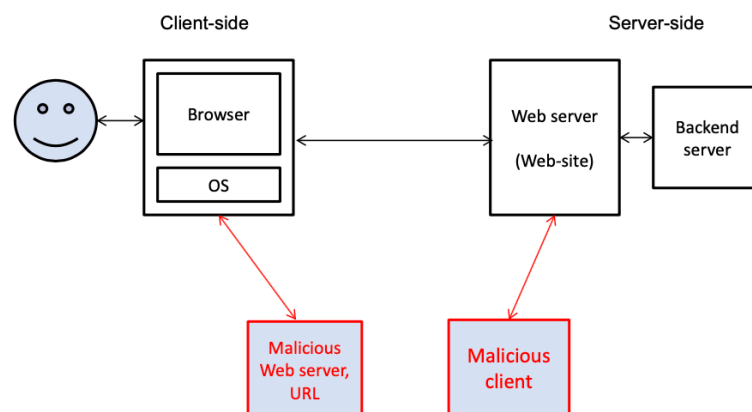 Client-side
Server-side
Browser
OS
Web server
(Web-site)
Backend
server
Malicious
Web server,
URL
Malicious
client